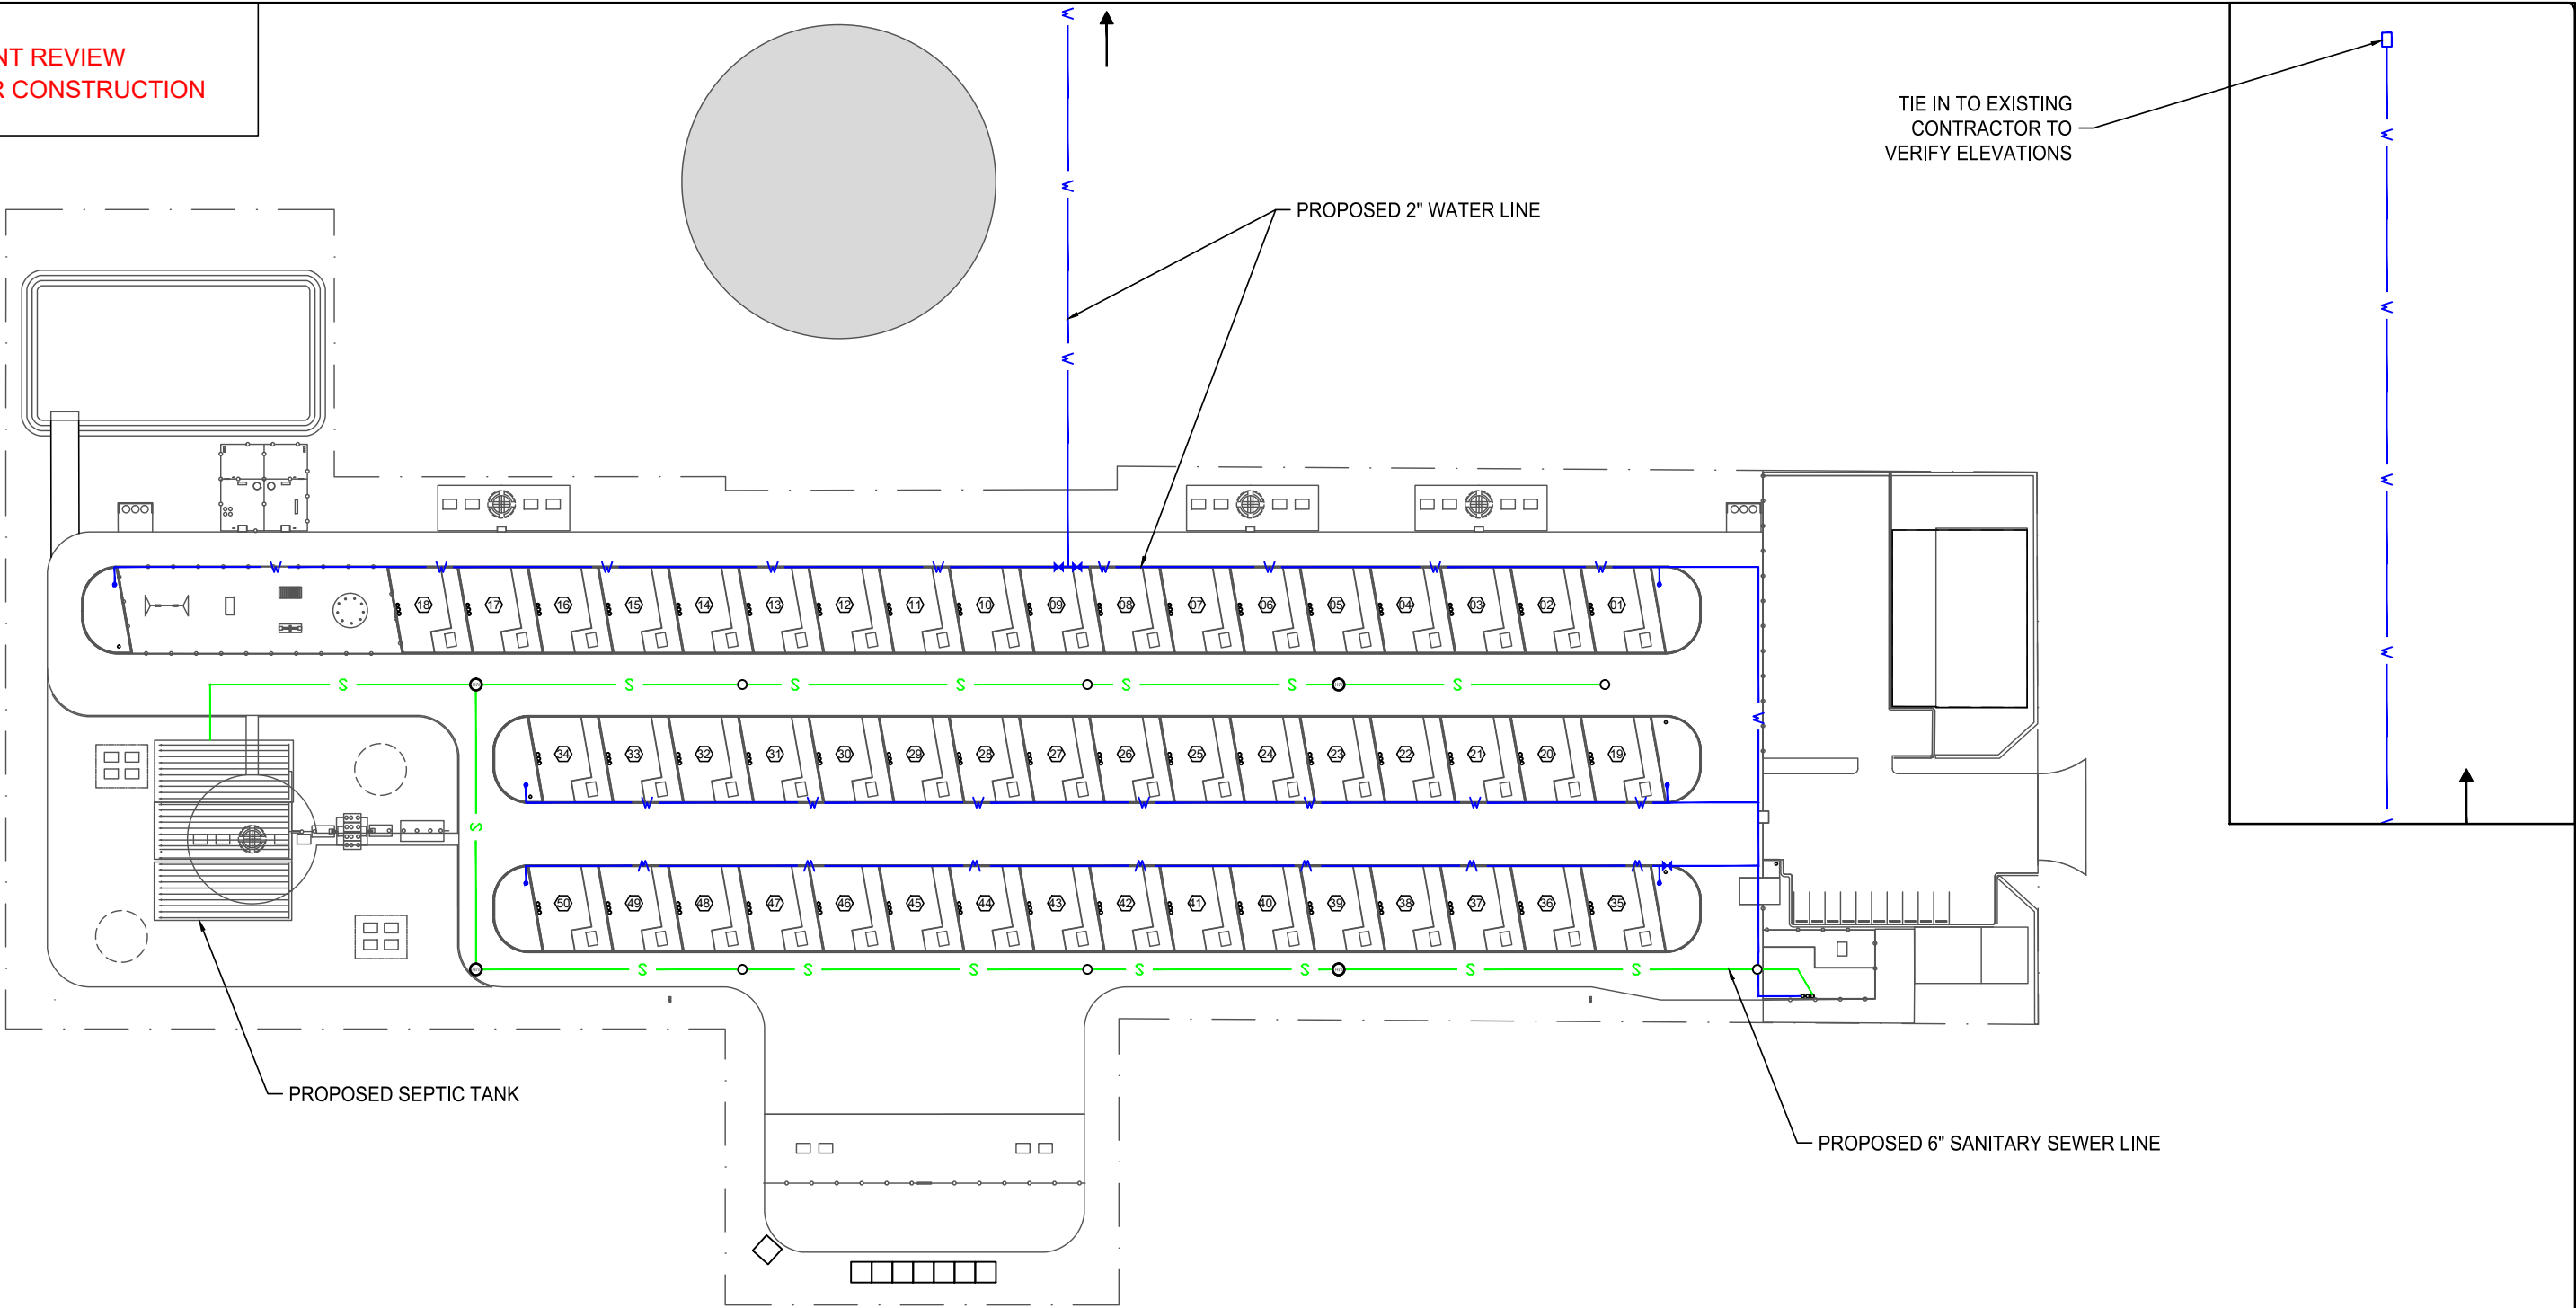 NT REVIEW
R CONSTRUCTION
TIE IN TO EXISTING
CONTRACTOR TO
VERIFY ELEVATIONS
PROPOSED 2" WATER LINE
W
W
W
W
W
W
W
W
W W W W W W W W W
18 17 16 15 14 13 12 11 10 09 08 07 06 05 04 03 02 01
S S S S S S S
W
34 33 32 31 30 29 28 27 26 25 24 23 22 21 20 19
W W W W W W W
S
W W W W W W W
50 49 48 47 46 45 44 43 42 41 40 39 38 37 36 35
S S S S S S S
PROPOSED SEPTIC TANK
PROPOSED 6" SANITARY SEWER LINE